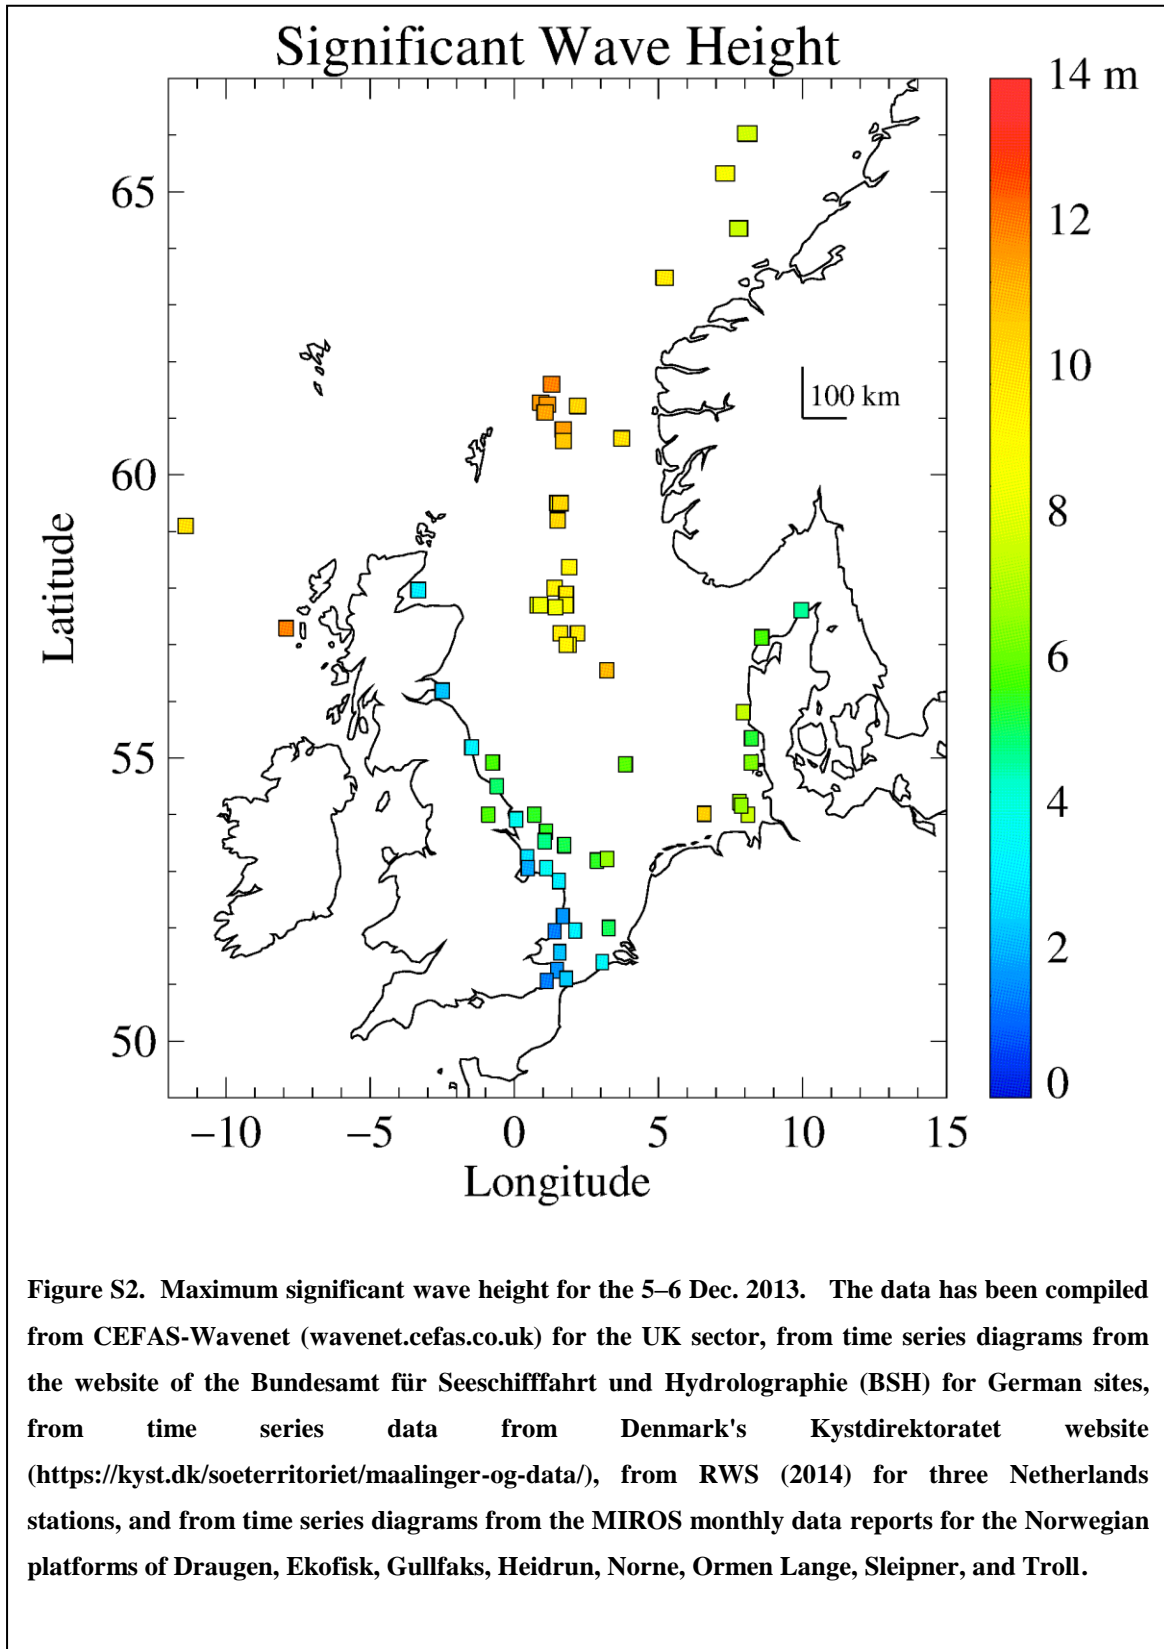 Significant Wave Height
14 m
12
10
8
6
4
2
0
65
60
55
50
Latitude
100 km
−10 −5 0 5 10 15
Longitude
Figure S2. Maximum significant wave height for the 5–6 Dec. 2013. The data has been compiled
from CEFAS-Wavenet (wavenet.cefas.co.uk) for the UK sector, from time series diagrams from
the website of the Bundesamt für Seeschifffahrt und Hydrolographie (BSH) for German sites,
from time series data from Denmark's Kystdirektoratet website
(https://kyst.dk/soeterritoriet/maalinger-og-data/), from RWS (2014) for three Netherlands
stations, and from time series diagrams from the MIROS monthly data reports for the Norwegian
platforms of Draugen, Ekofisk, Gullfaks, Heidrun, Norne, Ormen Lange, Sleipner, and Troll.